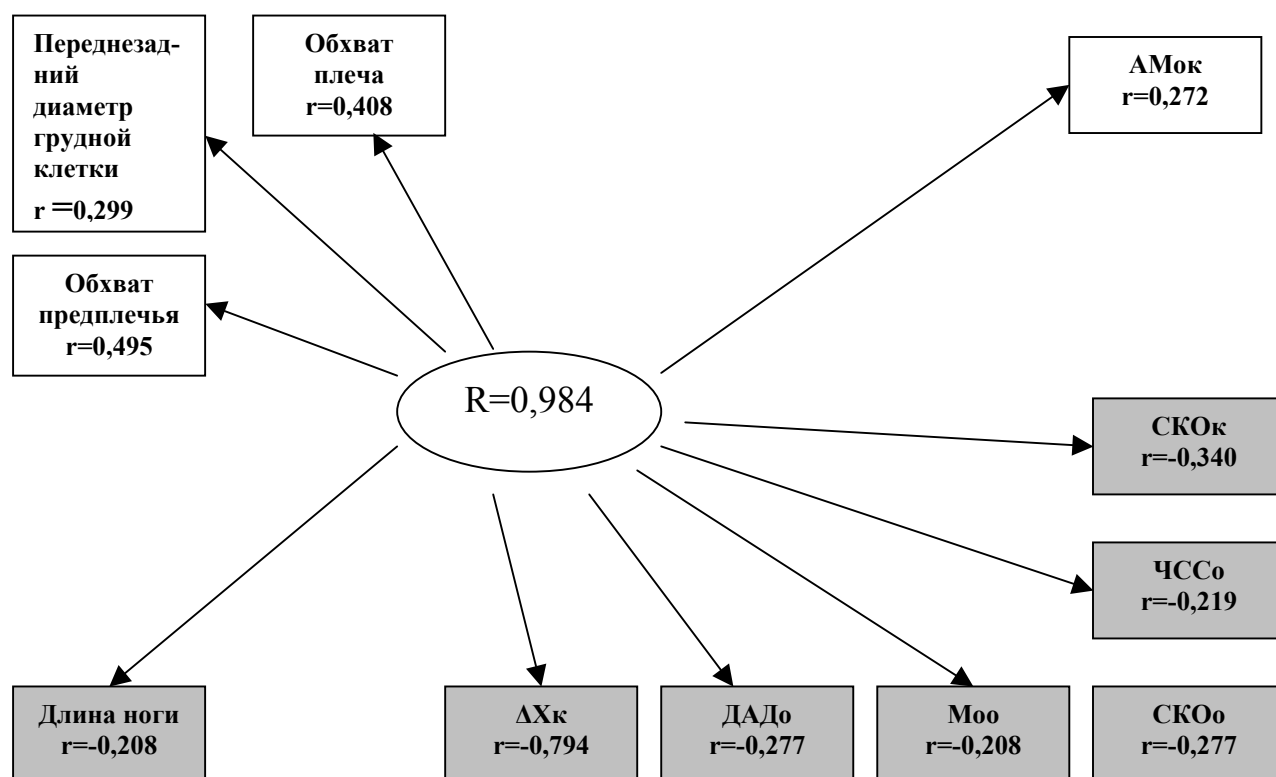 Переднезад-
ний
диаметр
грудной
клетки
r =0,299
Обхват
плеча
r=0,408
АМок
r=0,272
Обхват
предплечья
r=0,495
R=0,984
СКОк
r=-0,340
ЧССо
r=-0,219
Длина ноги
r=-0,208
ΔХк
r=-0,794
ДАДо
r=-0,277
Моо
r=-0,208
СКОо
r=-0,277